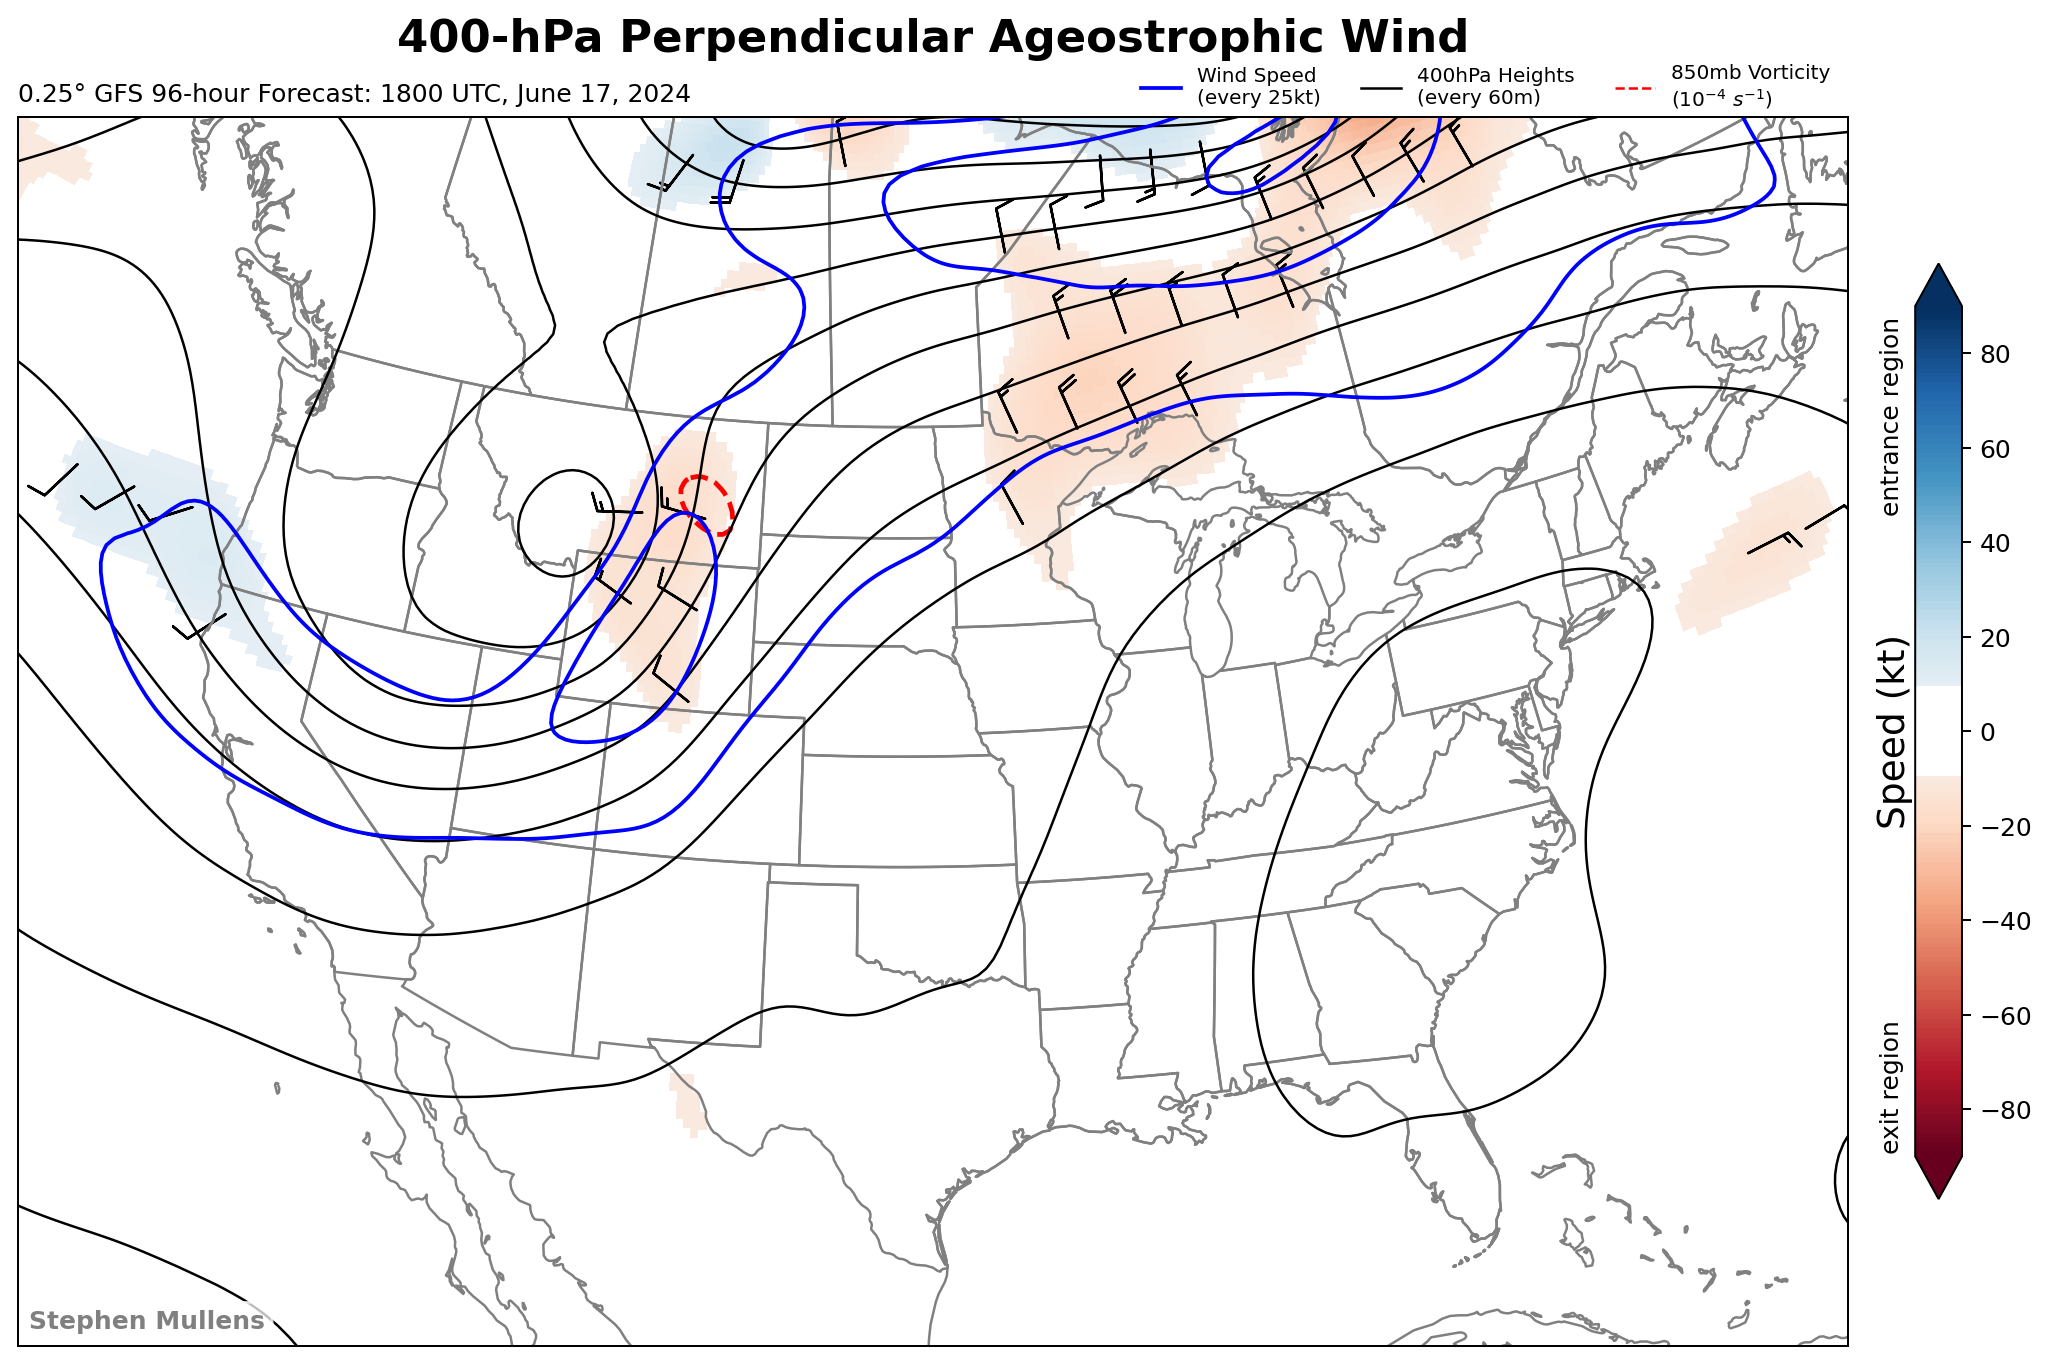 400-hPa Perpendicular Ageostrophic Wind
0.25° GFS 96-hour Forecast: 1800 UTC, June 17, 2024
Wind Speed
(every 25kt)
400hPa Heights
(every 60m)
850mb Vorticity
(10⁻⁴ s⁻¹)
entrance region
Speed (kt)
exit region
80
60
40
20
0
−20
−40
−60
−80
Stephen Mullens